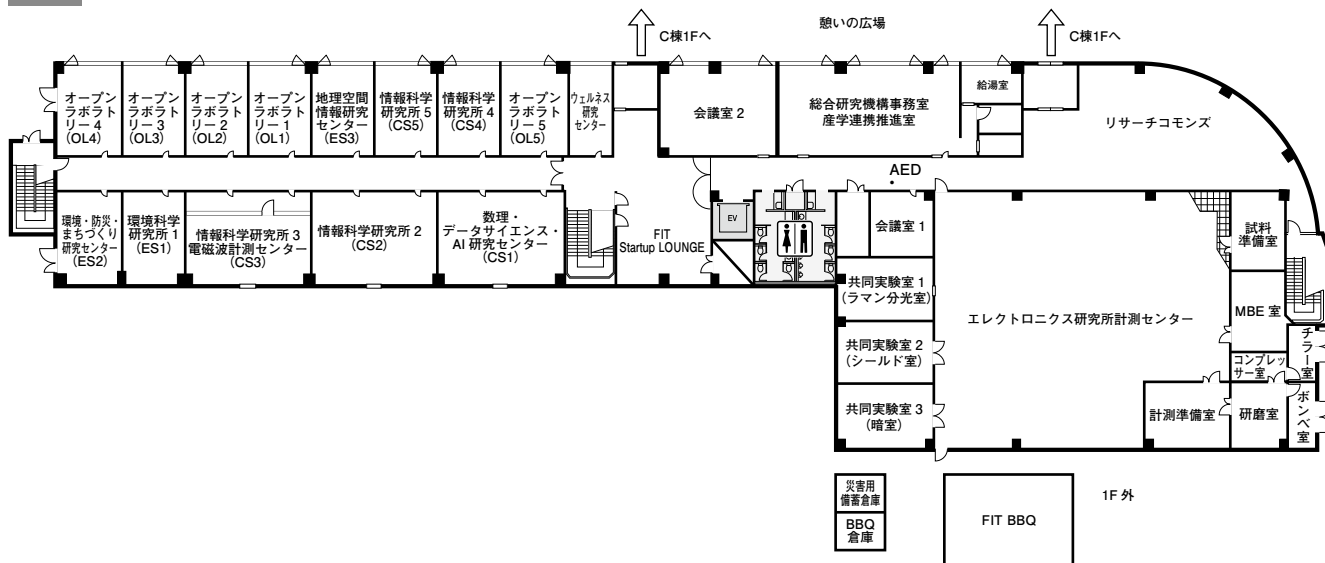 憩いの広場
C棟1Fへ
C棟1Fへ
オープン
ラボラ
トリー 4
(OL4)
オープン
ラボラト
リー 3
(OL3)
オープン
ラボラト
リー 2
(OL2)
オープン
ラボラト
リー 1
(OL1)
地理空間
情報研究
センター
(ES3)
情報科学
研究所 5
(CS5)
情報科学
研究所 4
(CS4)
オープン
ラボラト
リー 5
(OL5)
ウェルネス
研究
センター
会議室 2
総合研究機構事務室
産学連携推進室
給湯室
リサーチコモンズ
AED
環境・防災・
まちづくり
研究センター
(ES2)
環境科学
研究所 1
(ES1)
情報科学研究所 3
電磁波計測センター
(CS3)
情報科学研究所 2
(CS2)
数理・
データサイエンス・
AI 研究センター
(CS1)
FIT
Startup LOUNGE
EV
会議室 1
共同実験室 1
(ラマン分光室)
共同実験室 2
(シールド室)
共同実験室 3
(暗室)
エレクトロニクス研究所計測センター
試料
準備室
MBE 室
コンプレッ
サー室
チラー室
計測準備室
研磨室
ボンベ室
災害用
備蓄倉庫
BBQ
倉庫
FIT BBQ
1F 外